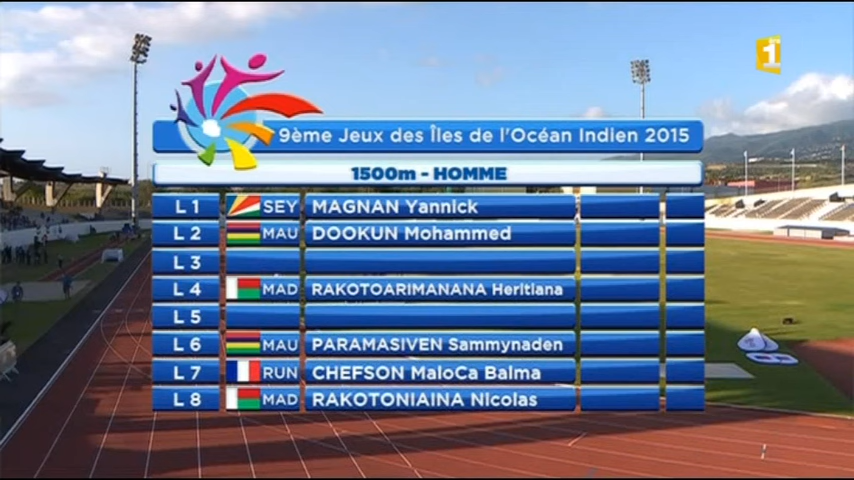 1ère
9ème Jeux des Îles de l'Océan Indien 2015
1500m - HOMME
L 1 SEY MAGNAN Yannick
L 2 MAU DOOKUN Mohammed
L 3
L 4 MAD RAKOTOARIMANANA Heritiana
L 5
L 6 MAU PARAMASIVEN Sammynaden
L 7 RUN CHEFSON MaloCa Balma
L 8 MAD RAKOTONIAINA Nicolas